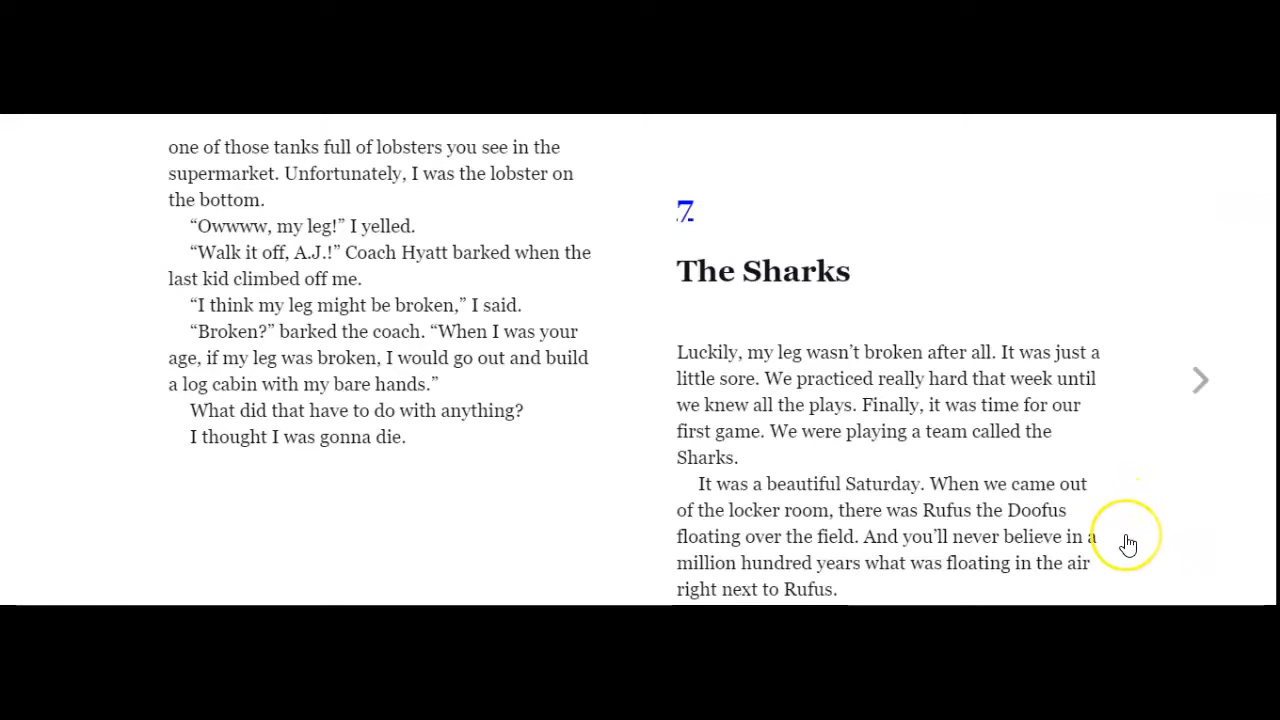 one of those tanks full of lobsters you see in the
supermarket. Unfortunately, I was the lobster on
the bottom.
“Owwww, my leg!” I yelled.
“Walk it off, A.J.!” Coach Hyatt barked when the
last kid climbed off me.
“I think my leg might be broken,” I said.
“Broken?” barked the coach. “When I was your
age, if my leg was broken, I would go out and build
a log cabin with my bare hands.”
What did that have to do with anything?
I thought I was gonna die.
7
The Sharks
Luckily, my leg wasn’t broken after all. It was just a
little sore. We practiced really hard that week until
we knew all the plays. Finally, it was time for our
first game. We were playing a team called the
Sharks.
It was a beautiful Saturday. When we came out
of the locker room, there was Rufus the Doofus
floating over the field. And you’ll never believe in a
million hundred years what was floating in the air
right next to Rufus.